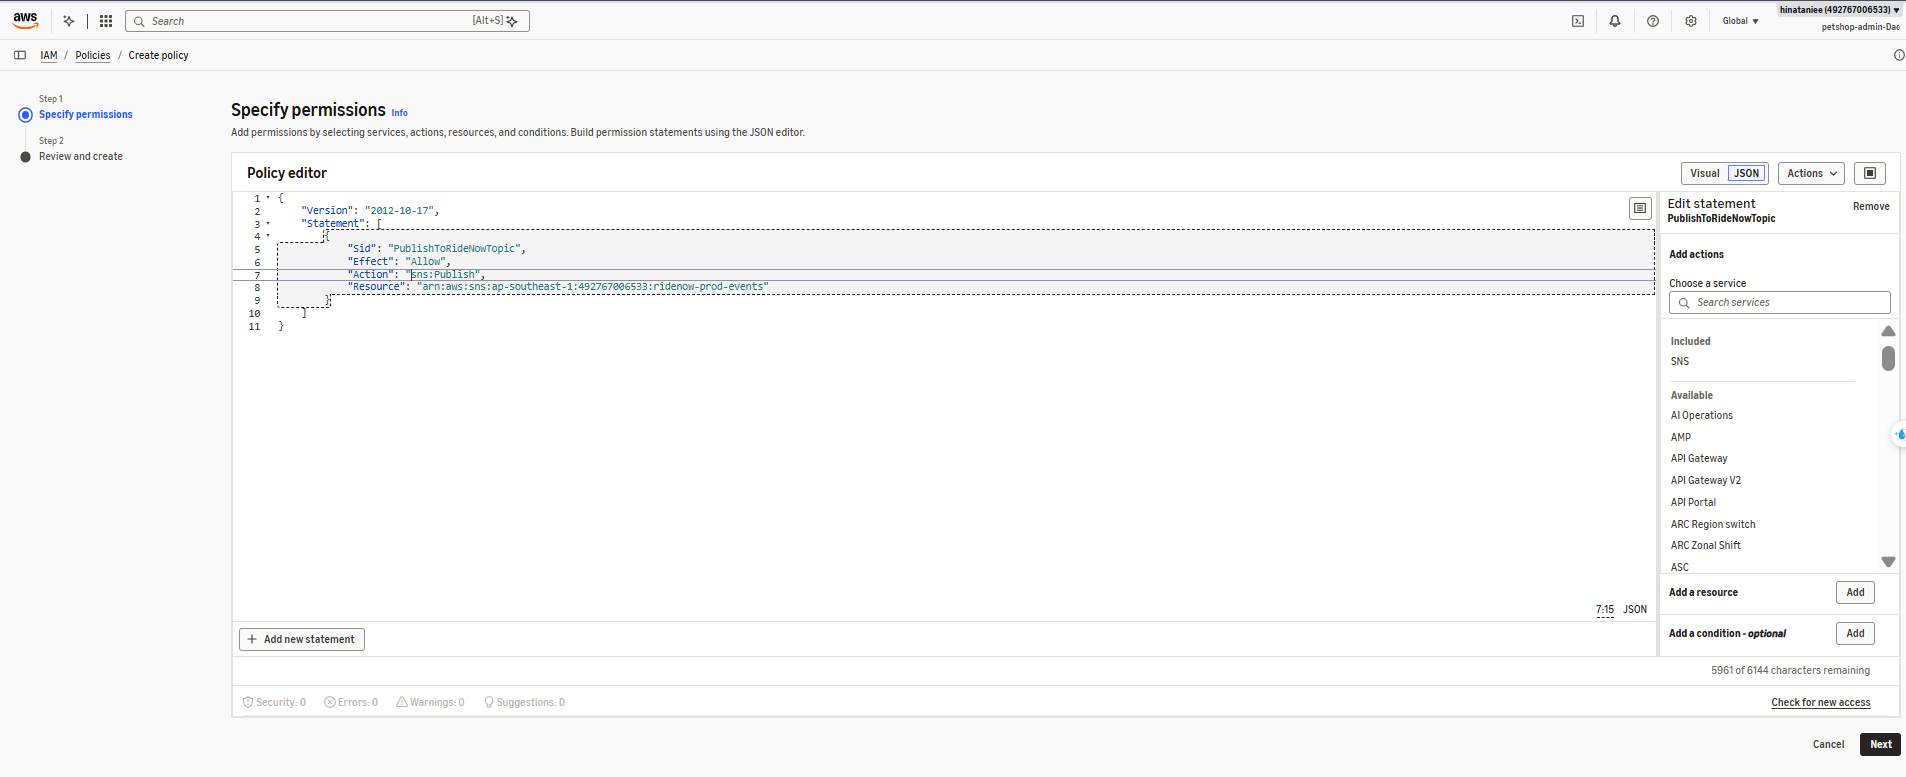 aws
Search [Alt+S]
Global
hinataniee (492767006533)
petshop-admin-Dao
IAM / Policies / Create policy
Step 1
Specify permissions
Step 2
Review and create
Specify permissions Info
Add permissions by selecting services, actions, resources, and conditions. Build permission statements using the JSON editor.
Policy editor
Visual JSON Actions
1 {
2 "Version": "2012-10-17",
3 "Statement": [
4 {
5 "Sid": "PublishToRideNowTopic",
6 "Effect": "Allow",
7 "Action": "sns:Publish",
8 "Resource": "arn:aws:sns:ap-southeast-1:492767006533:ridenow-prod-events"
9 }
10 ]
11 }
7:15 JSON
+ Add new statement
Edit statement
PublishToRideNowTopic
Remove
Add actions
Choose a service
Search services
Included
SNS
Available
AI Operations
AMP
API Gateway
API Gateway V2
API Portal
ARC Region switch
ARC Zonal Shift
ASC
Add a resource Add
Add a condition - optional Add
5961 of 6144 characters remaining
Security: 0 Errors: 0 Warnings: 0 Suggestions: 0
Check for new access
Cancel Next